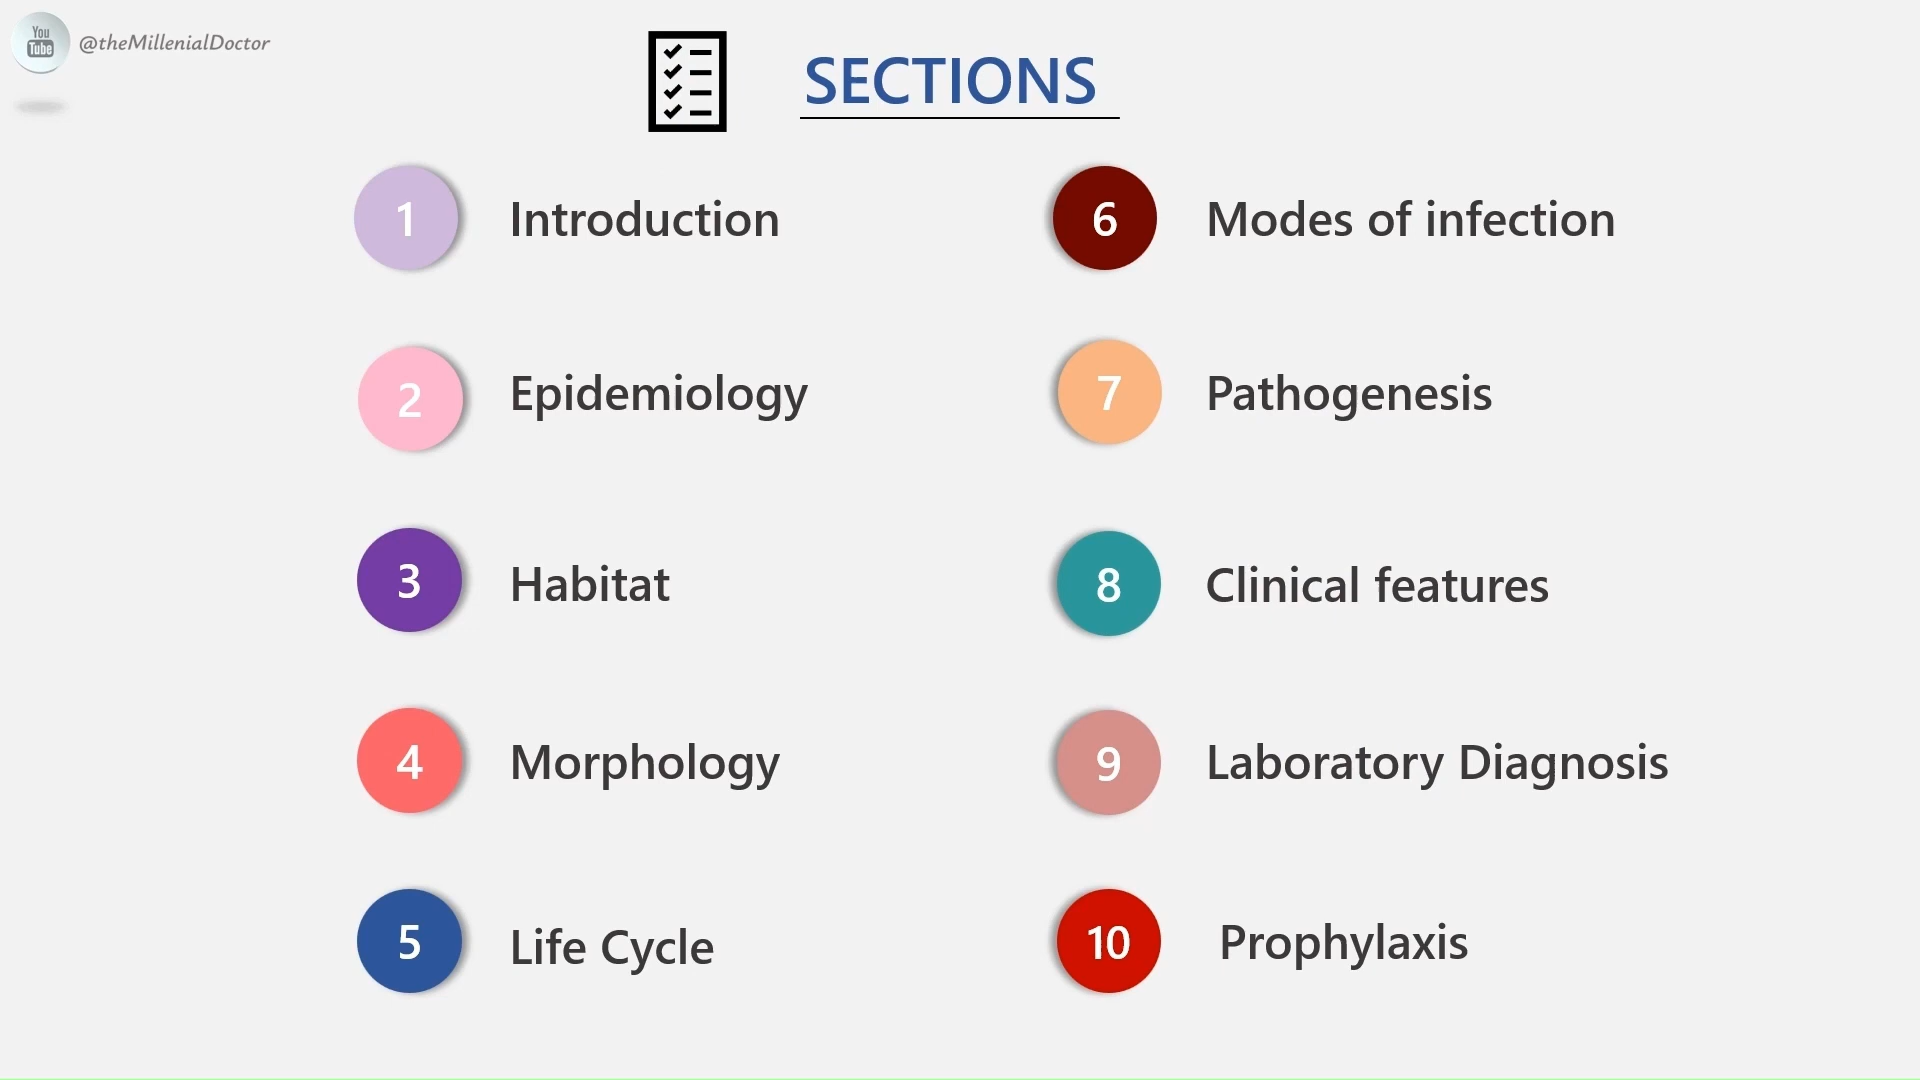 You
Tube
@theMillenialDoctor
SECTIONS
1 Introduction
2 Epidemiology
3 Habitat
4 Morphology
5 Life Cycle
6 Modes of infection
7 Pathogenesis
8 Clinical features
9 Laboratory Diagnosis
10 Prophylaxis